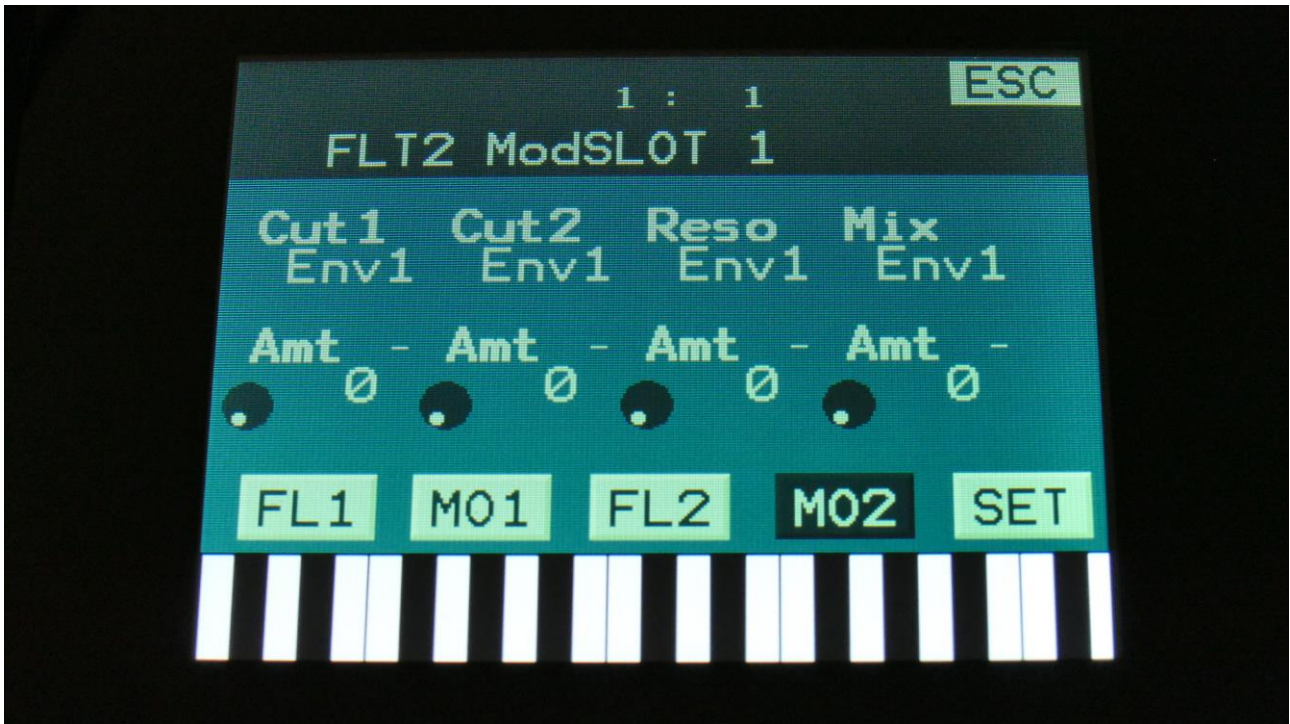 ESC
1 : 1
FLT2 ModSLOT 1
Cut1 Cut2 Reso Mix
Env1 Env1 Env1 Env1
Amt - Amt - Amt - Amt -
0 0 0 0
FL1 MO1 FL2 MO2 SET